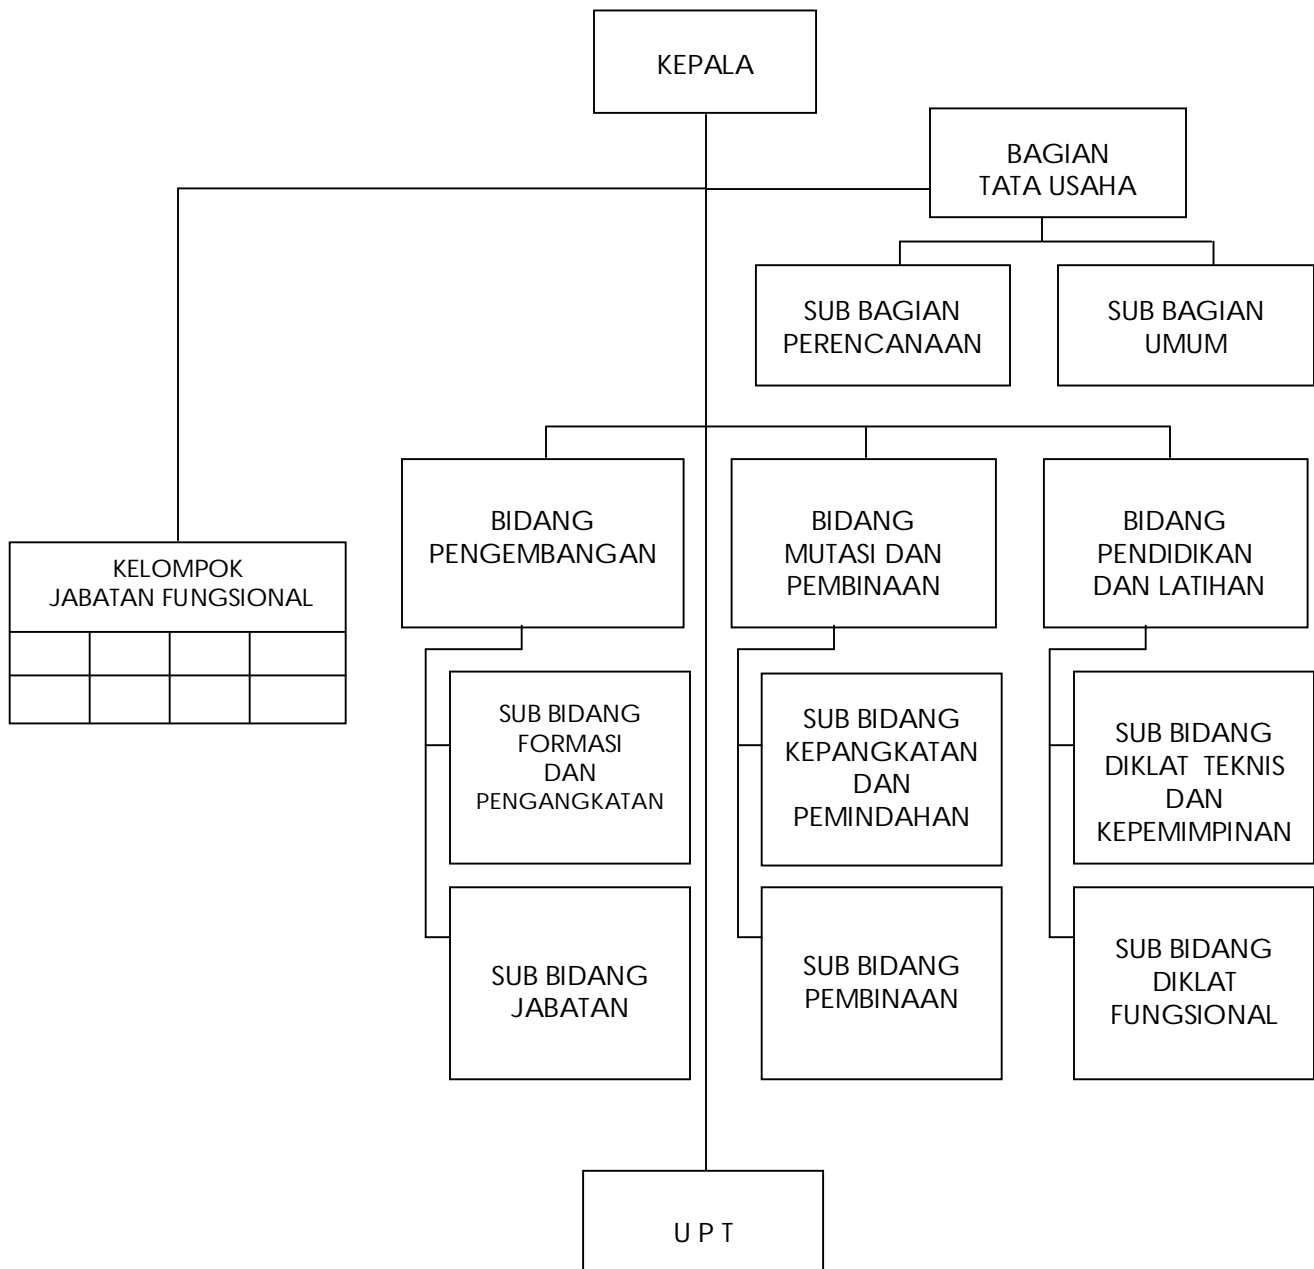 KEPALA
BAGIAN
TATA USAHA
SUB BAGIAN
PERENCANAAN
SUB BAGIAN
UMUM
BIDANG
PENGEMBANGAN
BIDANG
MUTASI DAN
PEMBINAAN
BIDANG
PENDIDIKAN
DAN LATIHAN
KELOMPOK
JABATAN FUNGSIONAL
SUB BIDANG
FORMASI
DAN
PENGANGKATAN
SUB BIDANG
KEPANGKATAN
DAN
PEMINDAHAN
SUB BIDANG
DIKLAT TEKNIS
DAN
KEPEMIMPINAN
SUB BIDANG
JABATAN
SUB BIDANG
PEMBINAAN
SUB BIDANG
DIKLAT
FUNGSIONAL
U P T